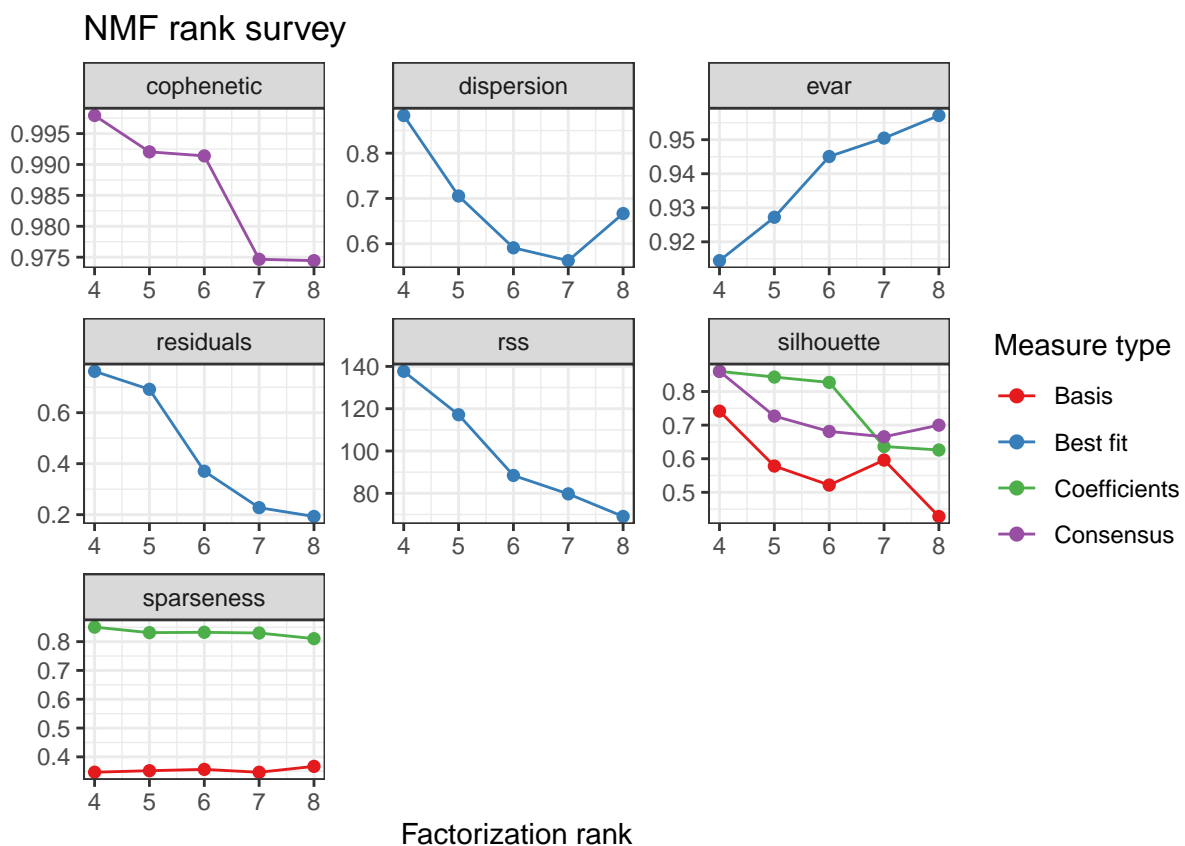 NMF rank survey
cophenetic
dispersion
evar
0.995
0.990
0.985
0.980
0.975
4 5 6 7 8
0.8
0.7
0.6
4 5 6 7 8
0.95
0.94
0.93
0.92
4 5 6 7 8
residuals
rss
silhouette
0.6
0.4
0.2
4 5 6 7 8
140
120
100
80
4 5 6 7 8
0.8
0.7
0.6
0.5
4 5 6 7 8
Measure type
Basis
Best fit
Coefficients
Consensus
sparseness
0.8
0.7
0.6
0.5
0.4
4 5 6 7 8
Factorization rank